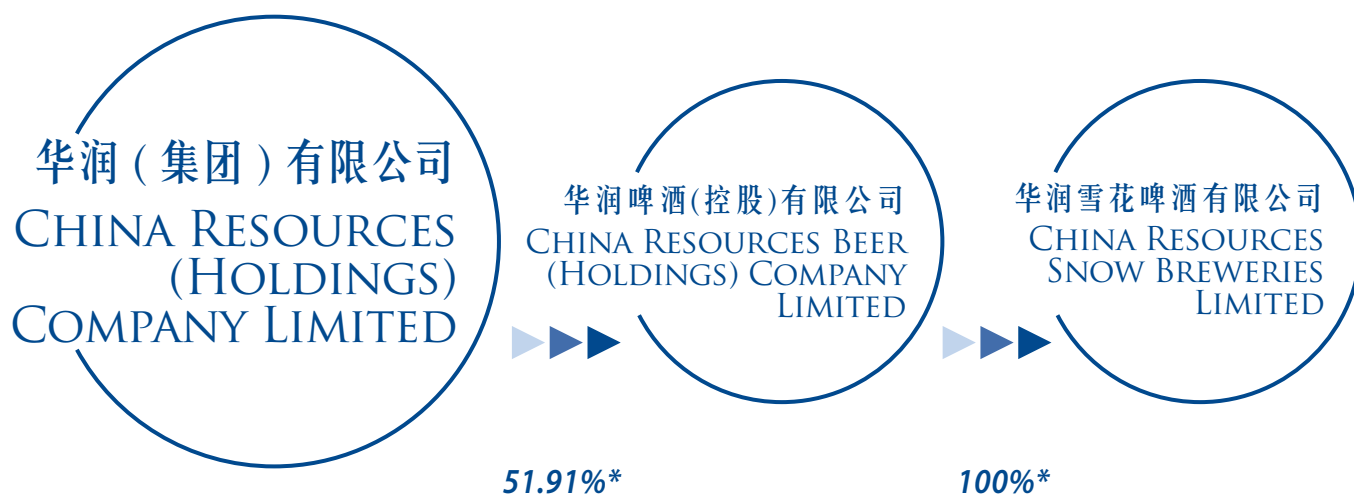 华润(集团)有限公司
CHINA RESOURCES
(HOLDINGS)
COMPANY LIMITED
华润啤酒(控股)有限公司
CHINA RESOURCES BEER
(HOLDINGS) COMPANY
LIMITED
华润雪花啤酒有限公司
CHINA RESOURCES
SNOW BREWERIES
LIMITED
51.91%*
100%*